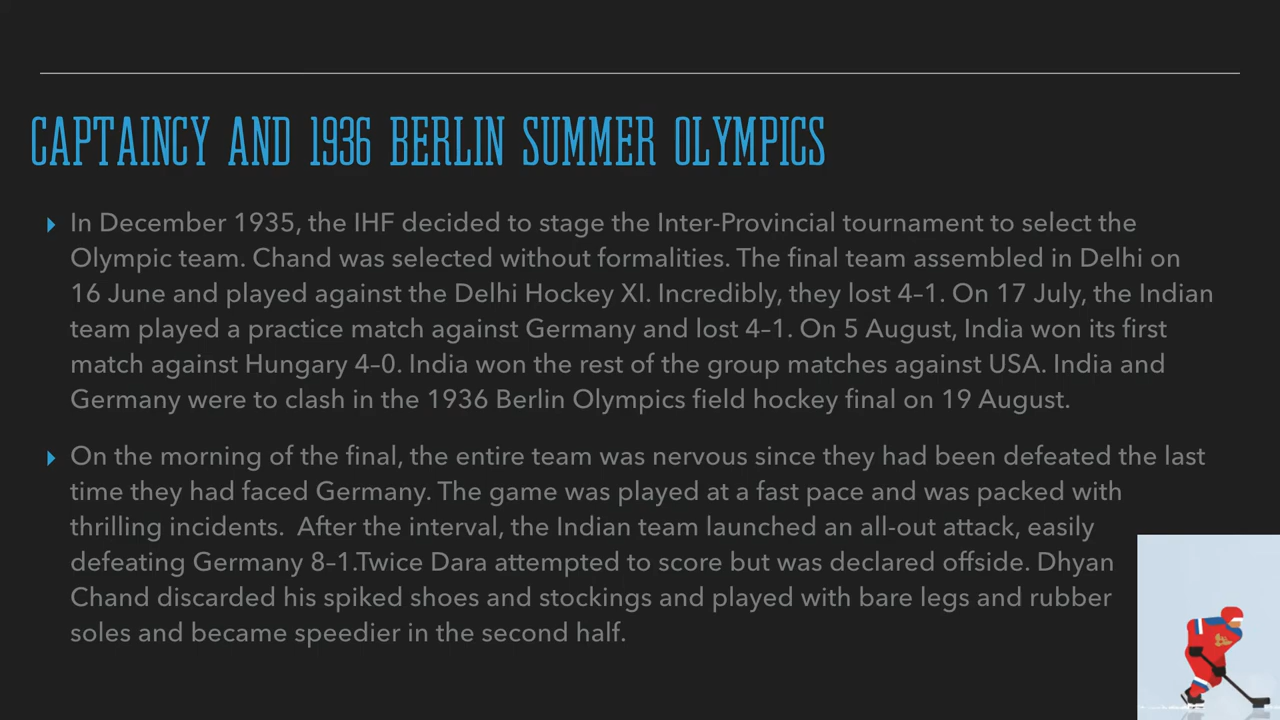 CAPTAINCY AND 1936 BERLIN SUMMER OLYMPICS
In December 1935, the IHF decided to stage the Inter-Provincial tournament to select the
Olympic team. Chand was selected without formalities. The final team assembled in Delhi on
16 June and played against the Delhi Hockey XI. Incredibly, they lost 4–1. On 17 July, the Indian
team played a practice match against Germany and lost 4–1. On 5 August, India won its first
match against Hungary 4–0. India won the rest of the group matches against USA. India and
Germany were to clash in the 1936 Berlin Olympics field hockey final on 19 August.
On the morning of the final, the entire team was nervous since they had been defeated the last
time they had faced Germany. The game was played at a fast pace and was packed with
thrilling incidents.  After the interval, the Indian team launched an all-out attack, easily
defeating Germany 8–1.Twice Dara attempted to score but was declared offside. Dhyan
Chand discarded his spiked shoes and stockings and played with bare legs and rubber
soles and became speedier in the second half.